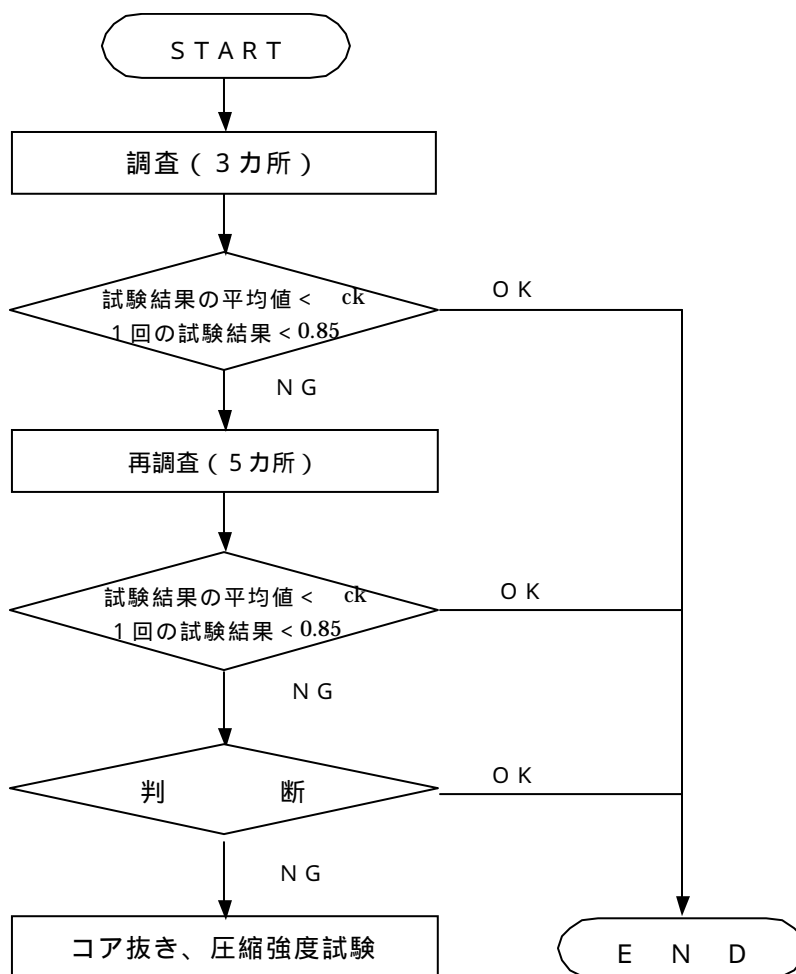 ＳＴＡＲＴ
調査（３カ所）
試験結果の平均値＜　ck
１回の試験結果＜0.85
ＯＫ
ＮＧ
再調査（５カ所）
試験結果の平均値＜　ck
１回の試験結果＜0.85
ＯＫ
ＮＧ
判　　　断
ＯＫ
ＮＧ
コア抜き、圧縮強度試験
Ｅ　Ｎ　Ｄ